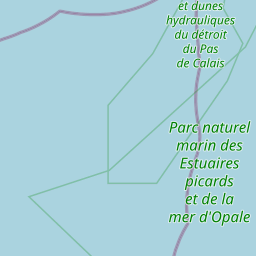 et dunes
hydrauliques
du détroit
du Pas
de Calais
Parc naturel
marin des
Estuaires
picards
et de la
mer d'Opale